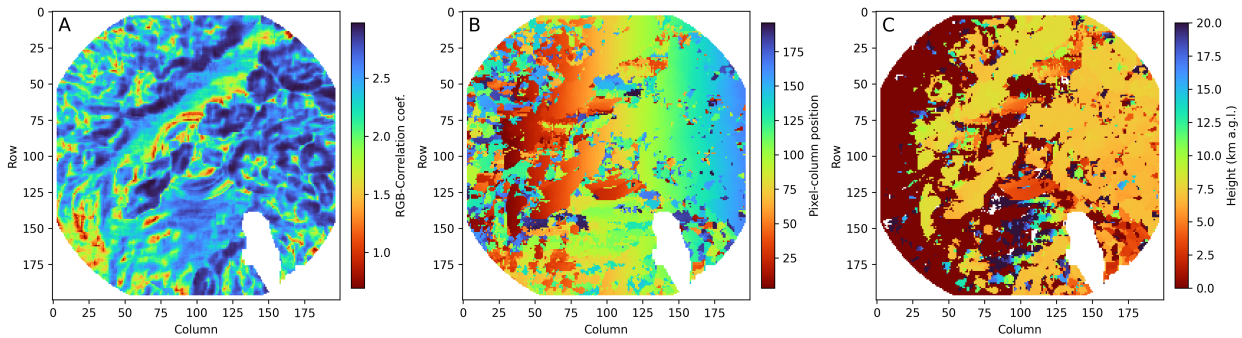 A
0
25
50
75
100
125
150
175
Row
0 25 50 75 100 125 150 175
Column
2.5
2.0
1.5
1.0
RGB-Correlation coef.
B
0
25
50
75
100
125
150
175
Row
0 25 50 75 100 125 150 175
Column
175
150
125
100
75
50
25
Pixel-column position
C
0
25
50
75
100
125
150
175
Row
0 25 50 75 100 125 150 175
Column
20.0
17.5
15.0
12.5
10.0
7.5
5.0
2.5
0.0
Height (km a.g.l.)